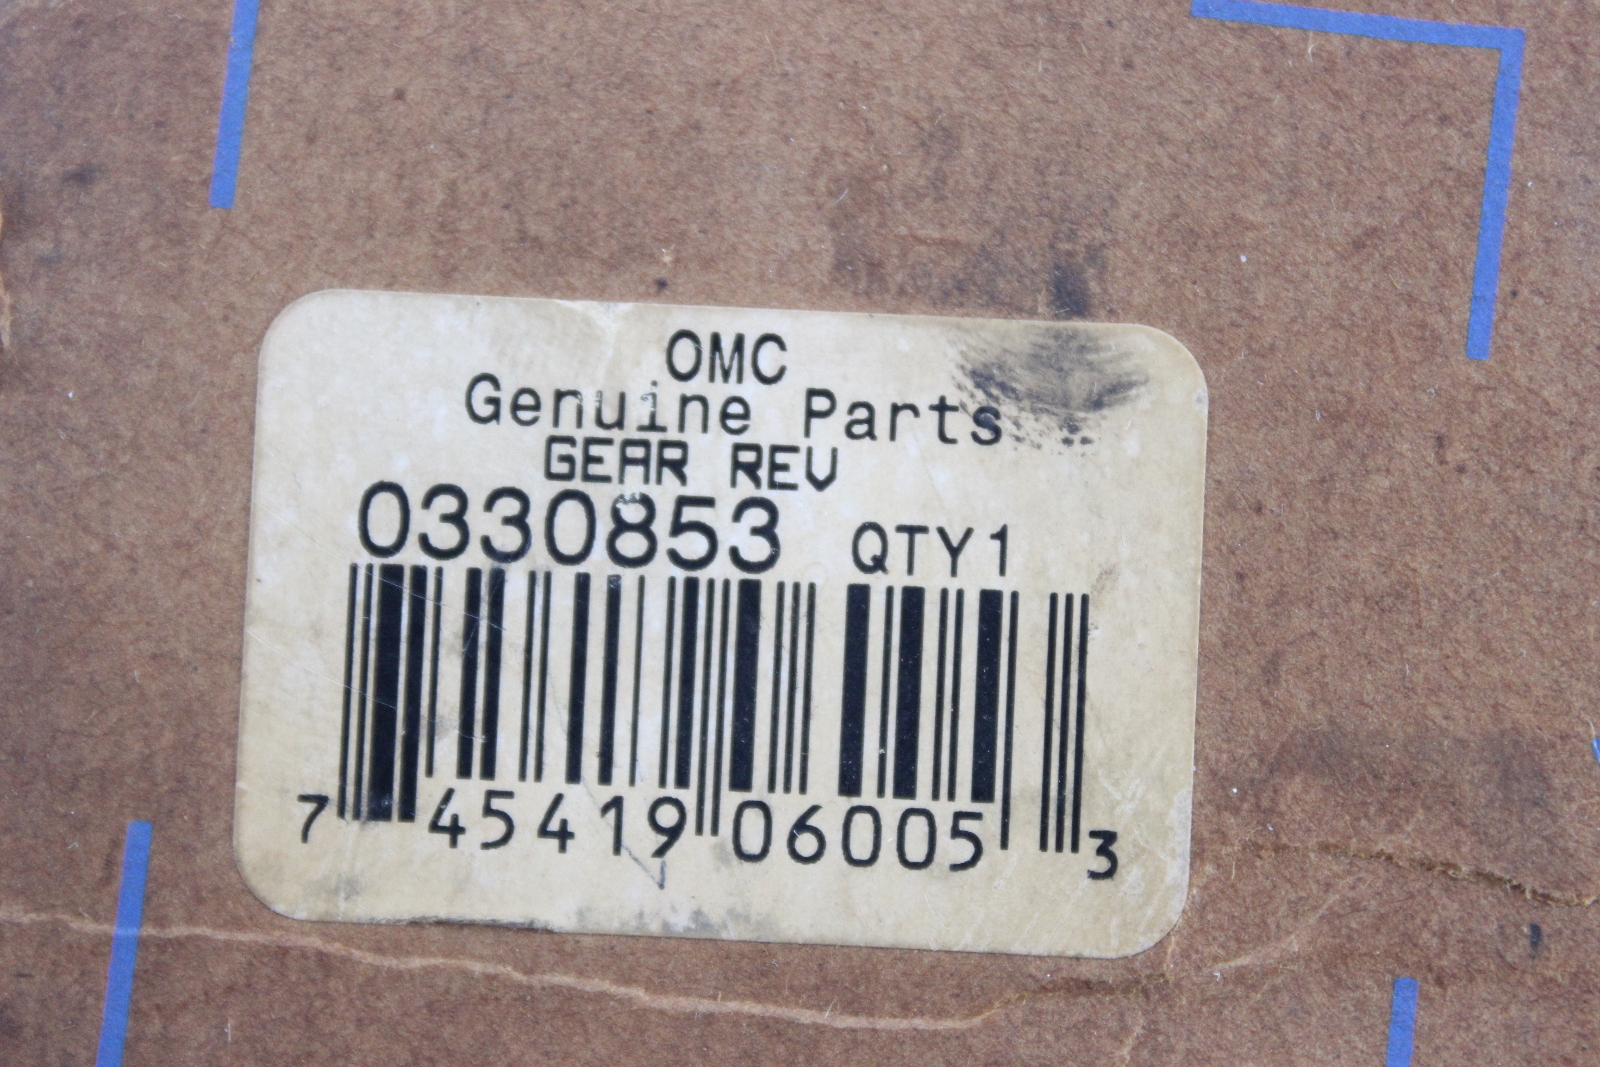 OMC
Genuine Parts
GEAR REV
0330853 QTY1
7 45419 06005 3